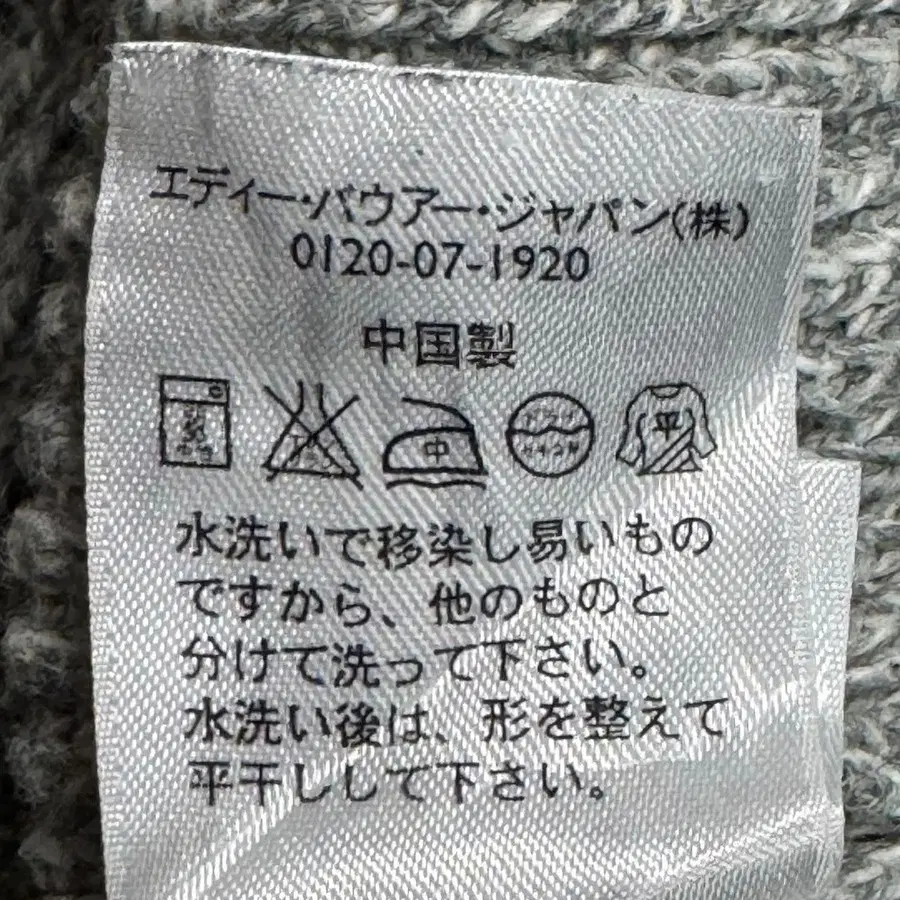 エディー・バウアー・ジャパン(株)
0120-07-1920
中国製
中 平
水洗いで移染し易いもの
ですから、他のものと
分けて洗って下さい。
水洗い後は、形を整えて
平干しして下さい。